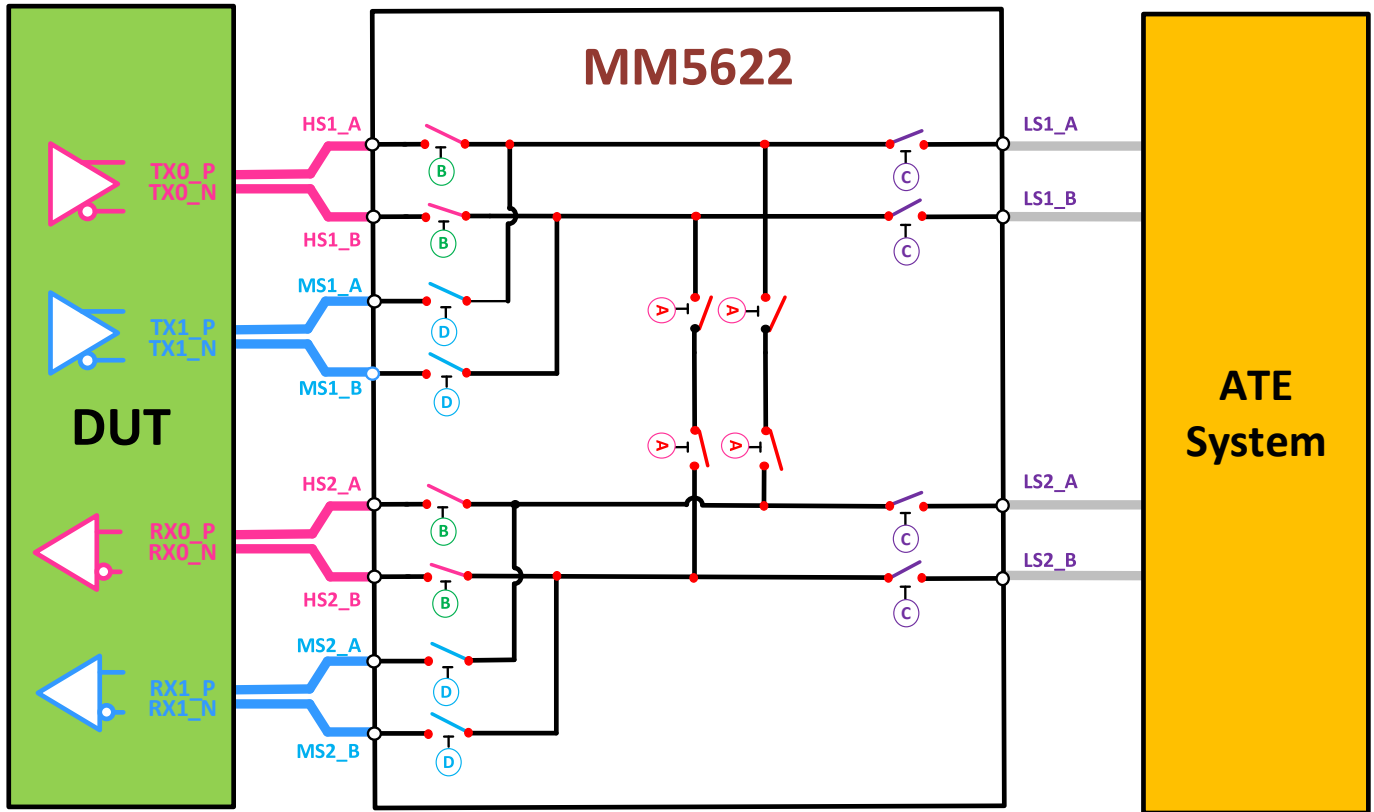 MM5622
HS1_A
TX0_P
TX0_N
HS1_B
MS1_A
TX1_P
TX1_N
MS1_B
DUT
HS2_A
RX0_P
RX0_N
HS2_B
MS2_A
RX1_P
RX1_N
MS2_B
B
B
D
D
A
A
A
A
B
B
D
D
C
C
C
C
LS1_A
LS1_B
LS2_A
LS2_B
ATE
System